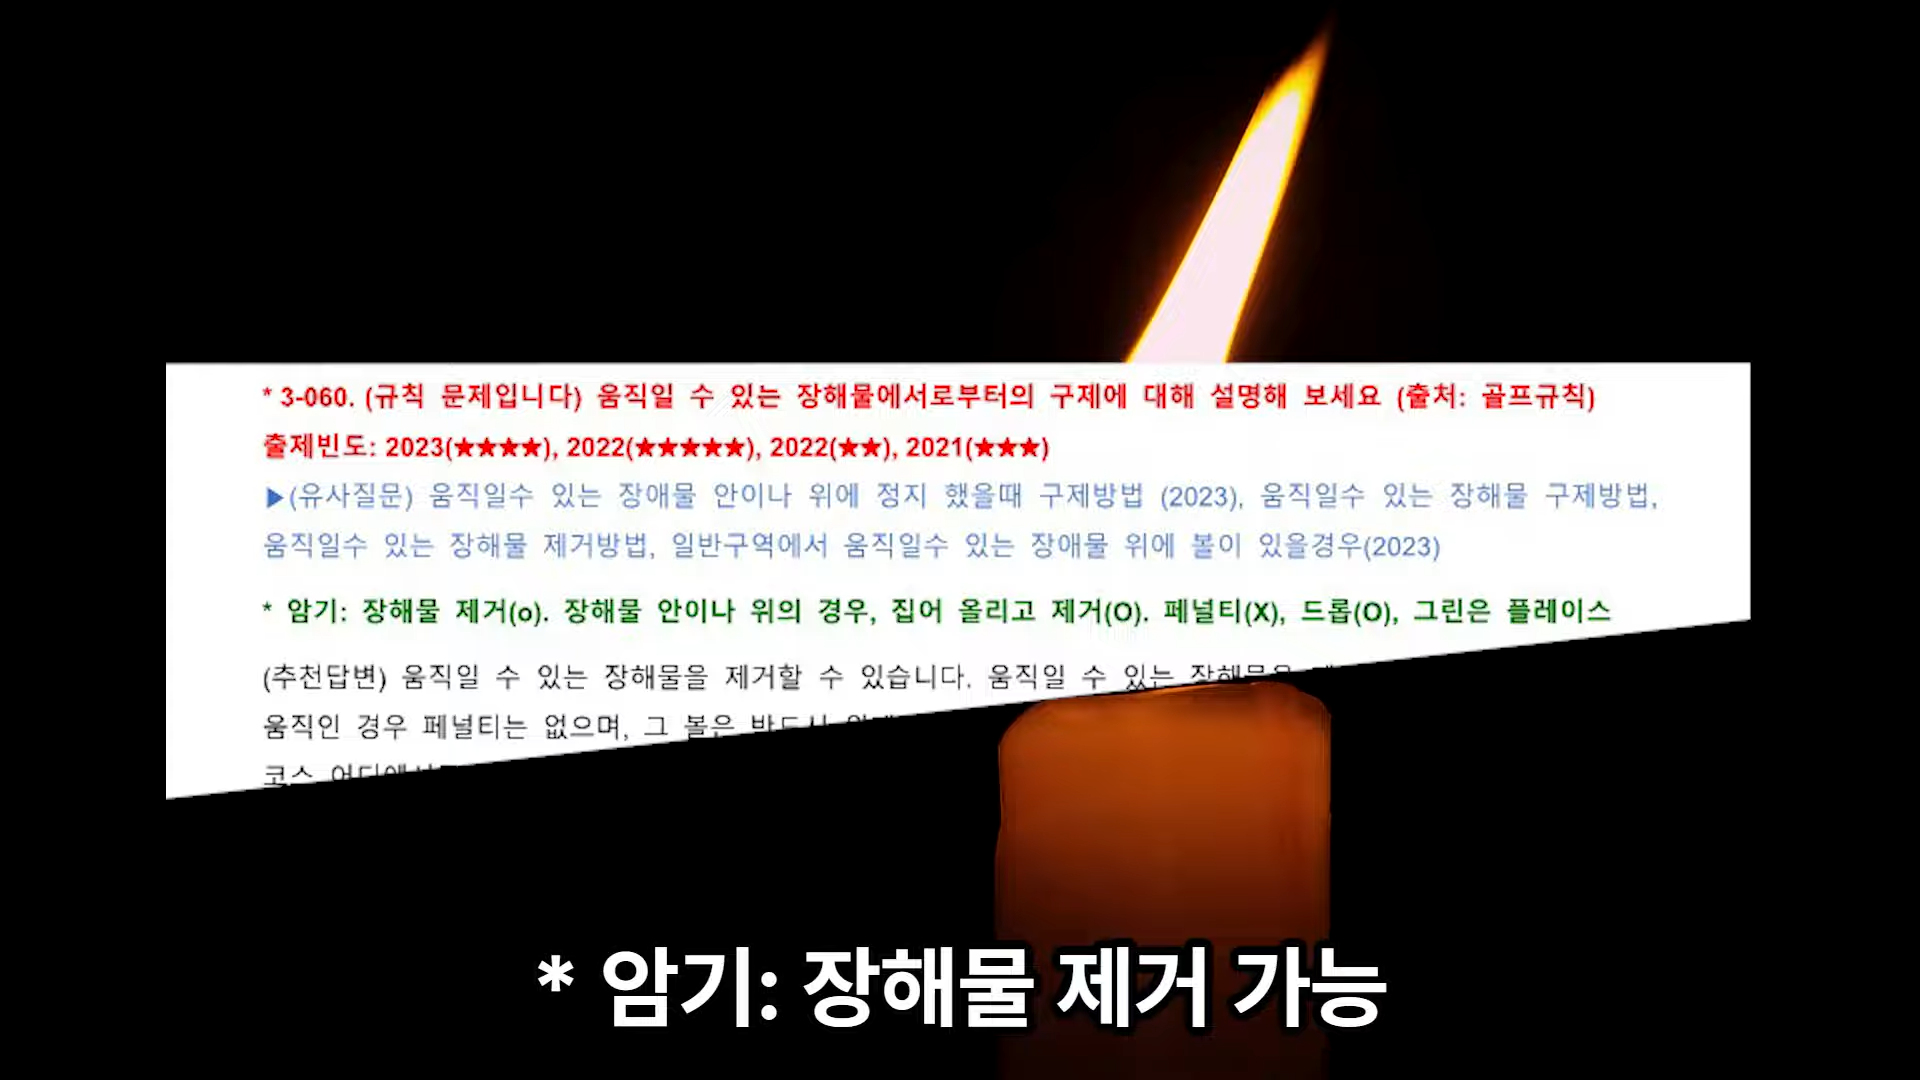 * 3-060. (규칙 문제입니다) 움직일 수 있는 장해물에서로부터의 구제에 대해 설명해 보세요 (출처: 골프규칙)
출제빈도: 2023(★★★★), 2022(★★★★★), 2022(★★), 2021(★★★)
▶(유사질문) 움직일수 있는 장애물 안이나 위에 정지 했을때 구제방법 (2023), 움직일수 있는 장해물 구제방법,
움직일수 있는 장해물 제거방법, 일반구역에서 움직일수 있는 장애물 위에 볼이 있을경우(2023)
* 암기: 장해물 제거(o). 장해물 안이나 위의 경우, 집어 올리고 제거(O). 페널티(X), 드롭(O), 그린은 플레이스
(추천답변) 움직일 수 있는 장해물을 제거할 수 있습니다. 움직일 수 있는 장해물을
움직인 경우 페널티는 없으며, 그 볼은 반드시
코스
* 암기: 장해물 제거 가능